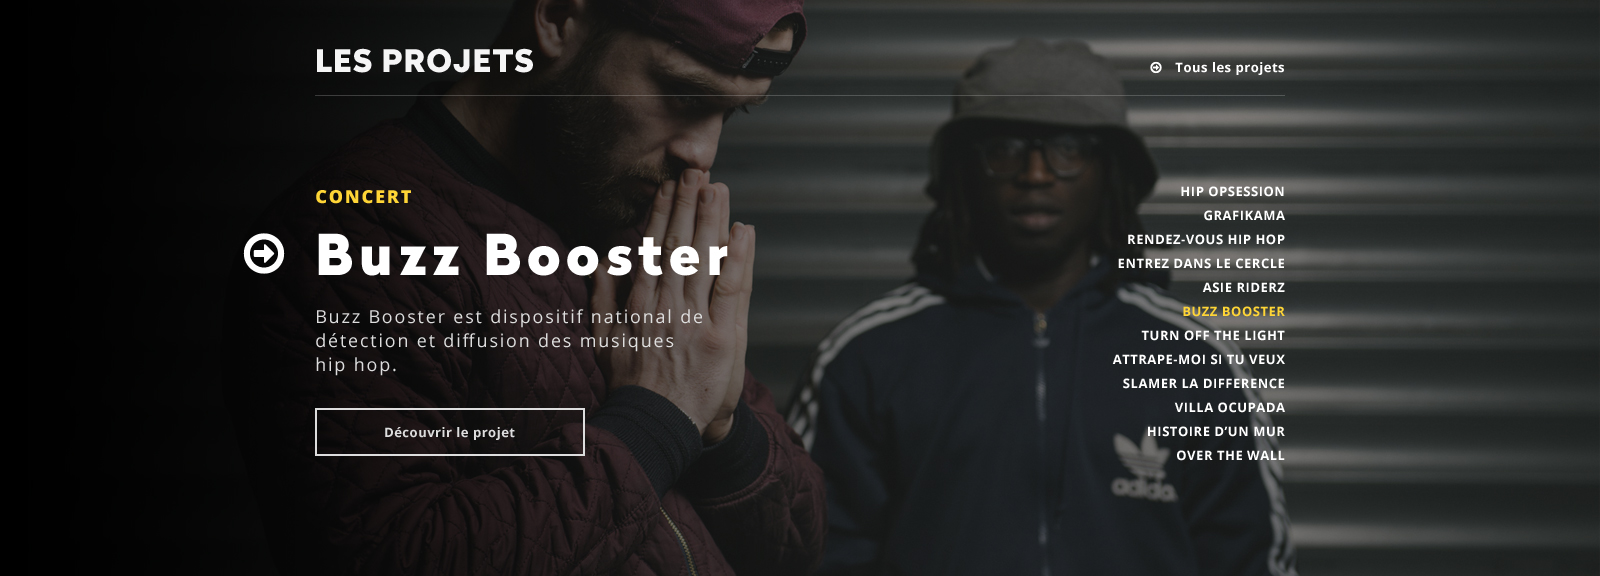 LES PROJETS
Tous les projets
CONCERT
Buzz Booster
Buzz Booster est dispositif national de
détection et diffusion des musiques
hip hop.
Découvrir le projet
HIP OPSESSION
GRAFIKAMA
RENDEZ-VOUS HIP HOP
ENTREZ DANS LE CERCLE
ASIE RIDERZ
BUZZ BOOSTER
TURN OFF THE LIGHT
ATTRAPE-MOI SI TU VEUX
SLAMER LA DIFFERENCE
VILLA OCUPADA
HISTOIRE D’UN MUR
OVER THE WALL
adidas